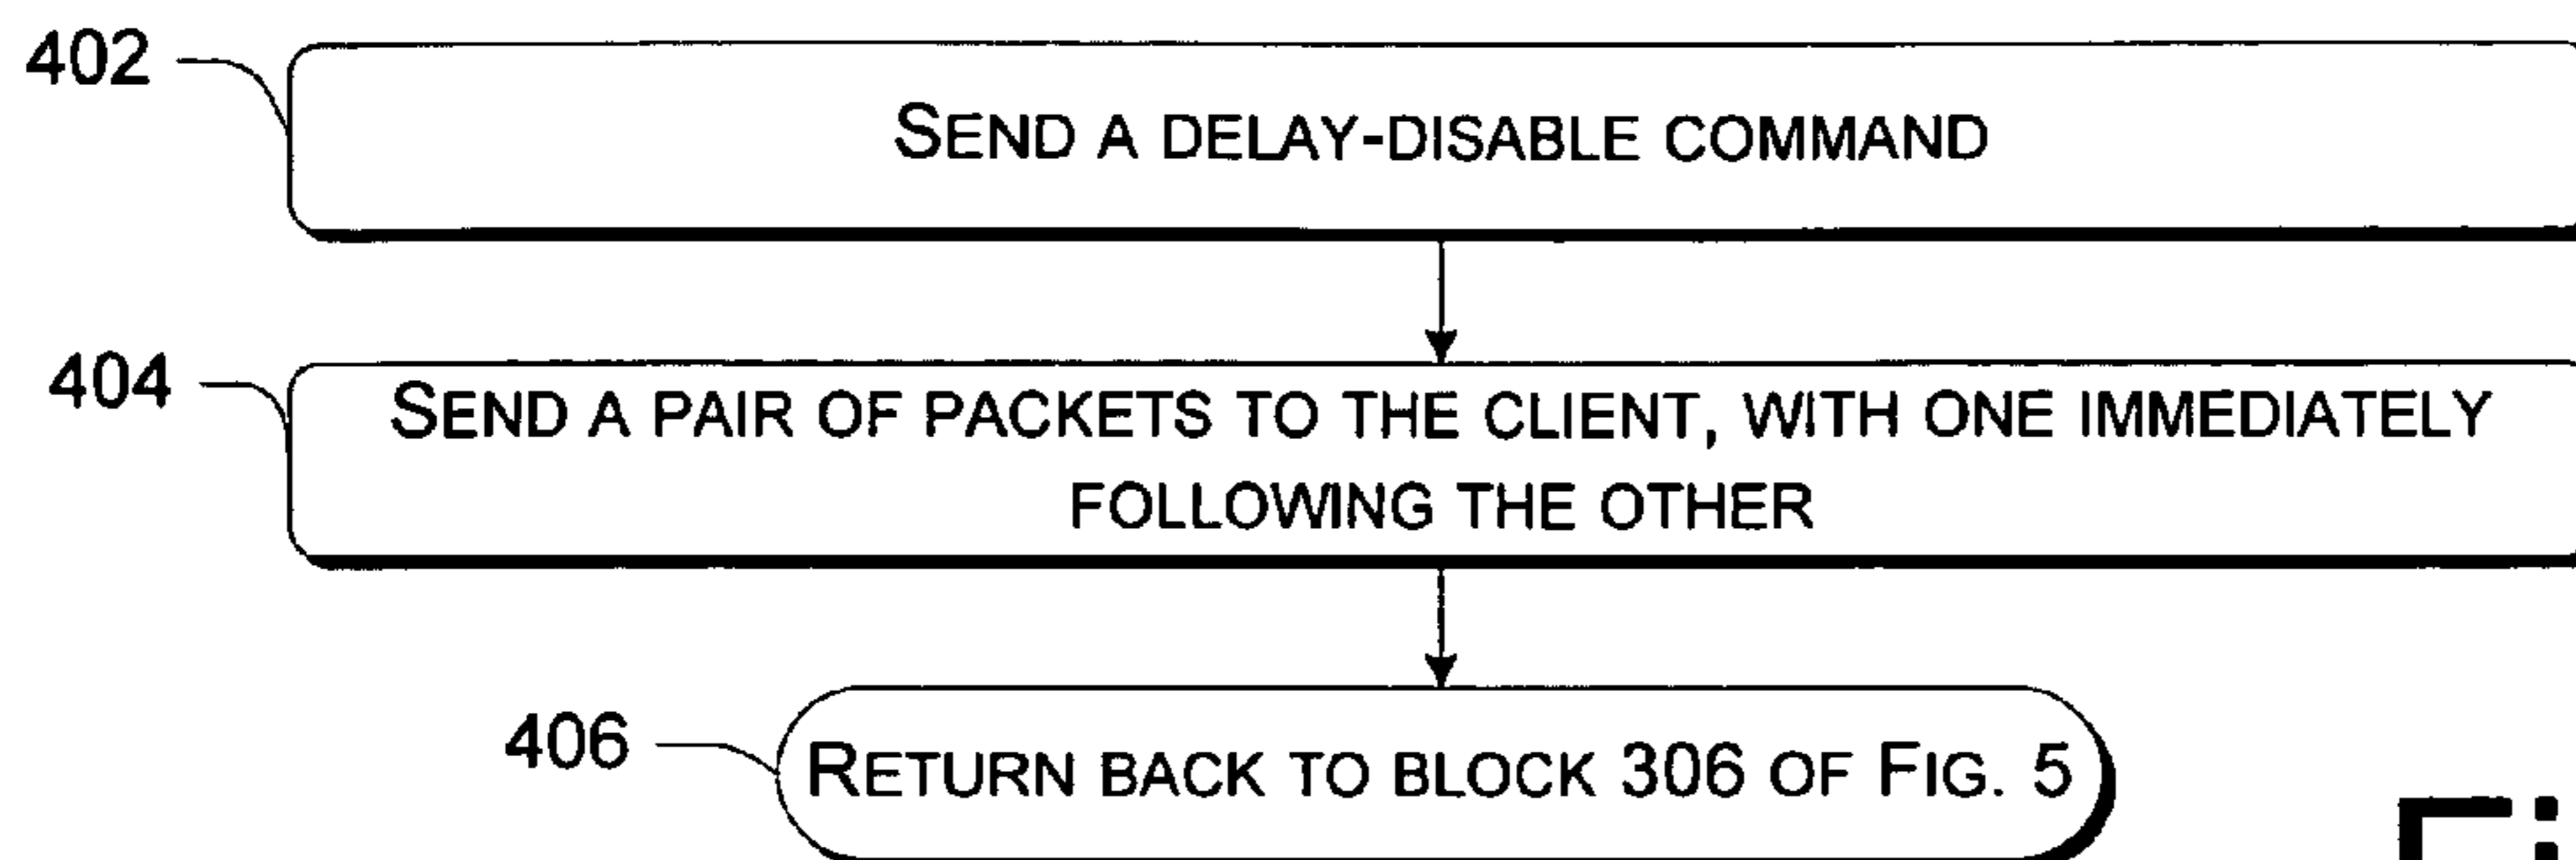 402
SEND A DELAY-DISABLE COMMAND
404
SEND A PAIR OF PACKETS TO THE CLIENT, WITH ONE IMMEDIATELY
FOLLOWING THE OTHER
406
RETURN BACK TO BLOCK 306 OF FIG. 5